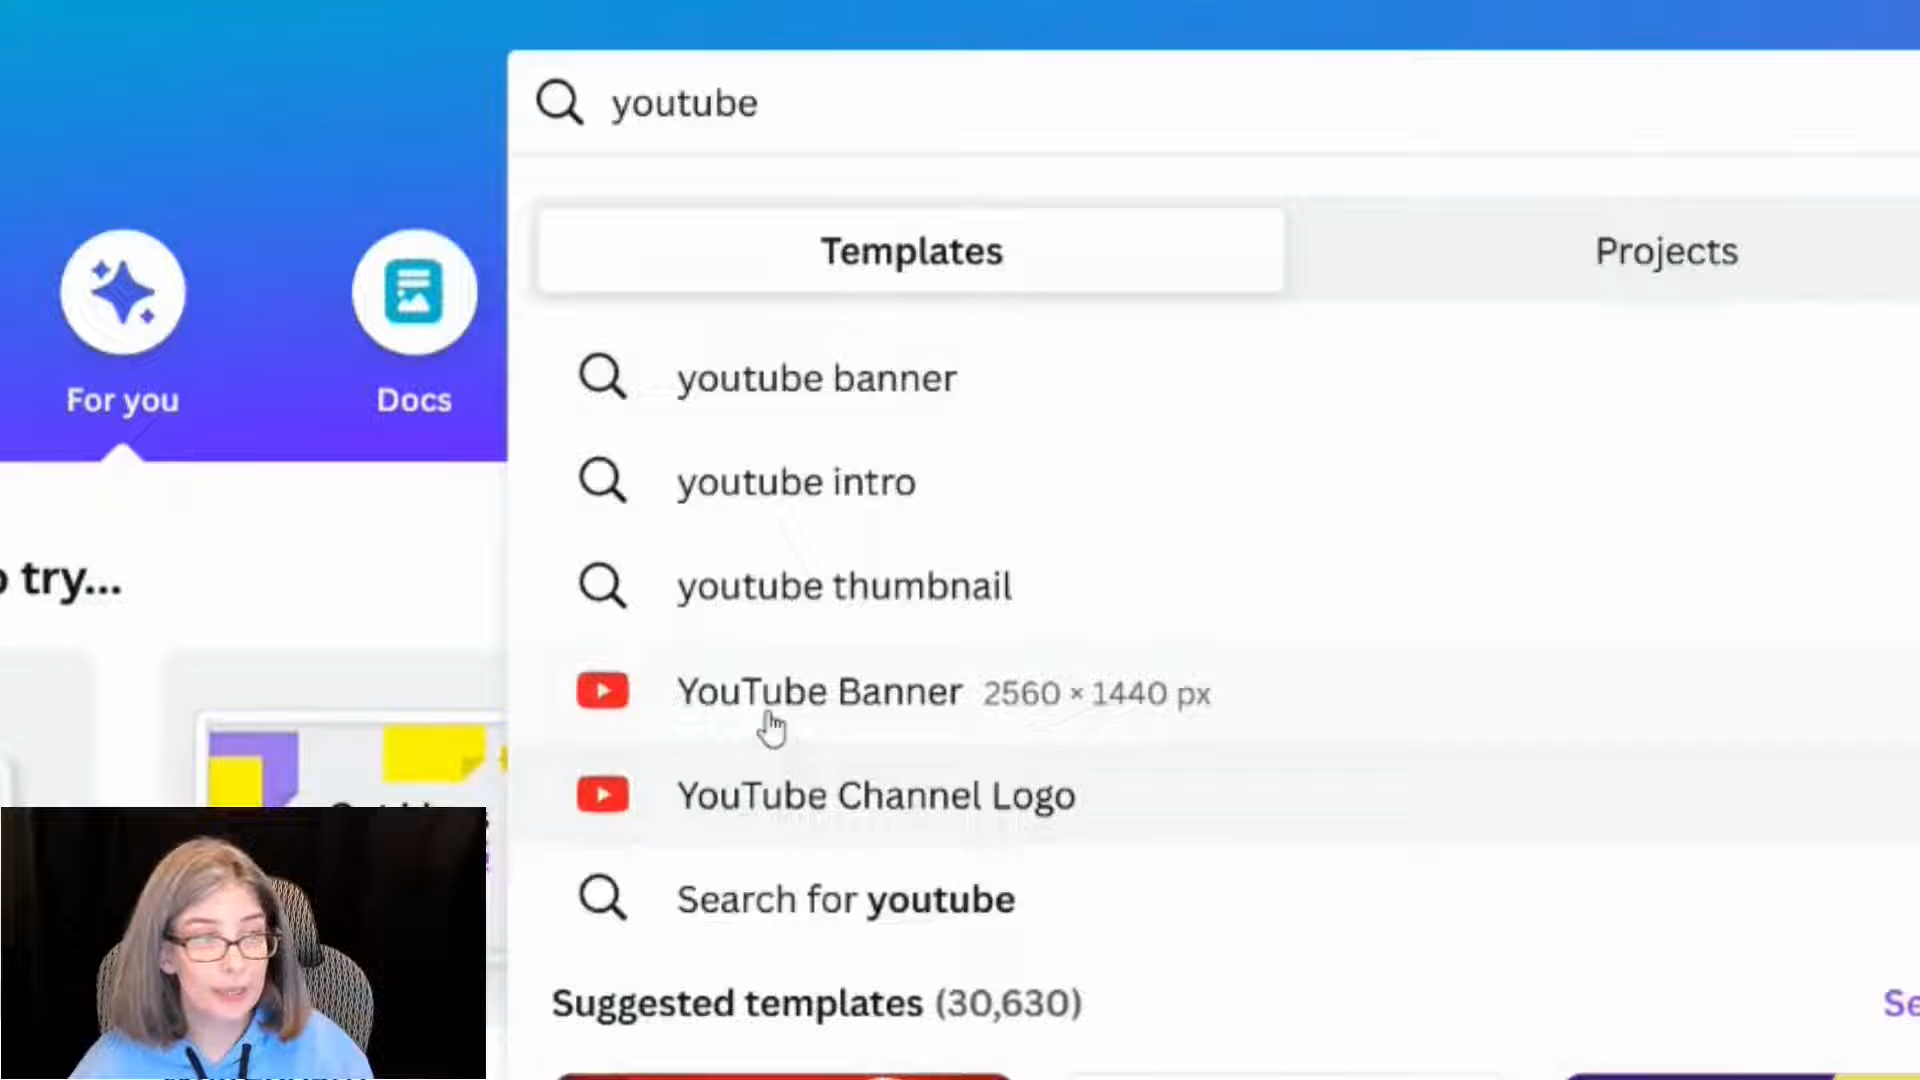 youtube
Templates
Projects
youtube banner
youtube intro
youtube thumbnail
YouTube Banner 2560 × 1440 px
YouTube Channel Logo
Search for youtube
Suggested templates (30,630)
Se
For you
Docs
try...